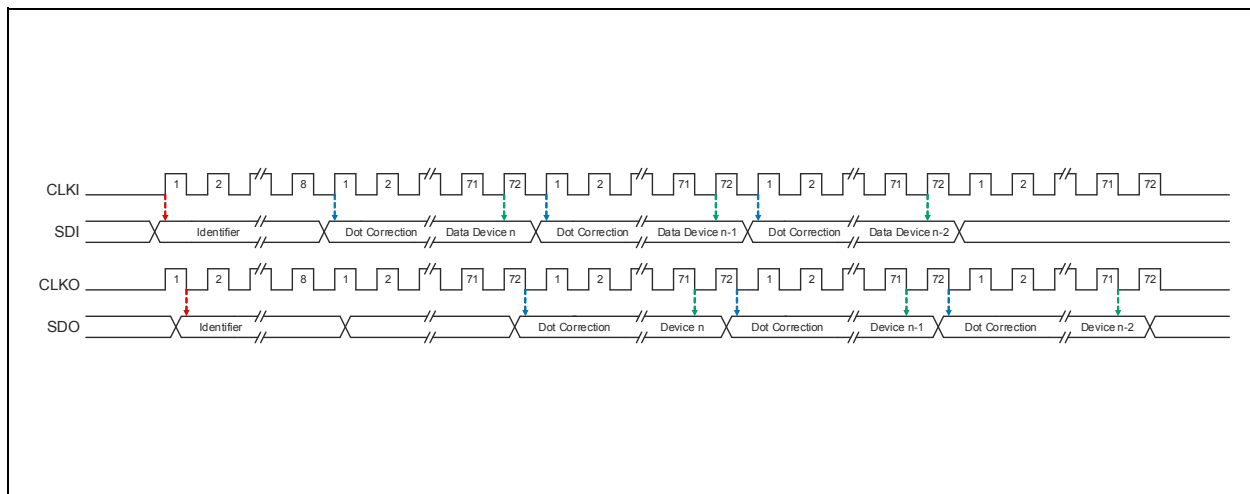 CLKI 1 2 8 1 2 71 72 1 2 71 72 1 2 71 72 1 2 71 72
SDI Identifier Dot Correction Data Device n Dot Correction Data Device n-1 Dot Correction Data Device n-2
CLKO 1 2 8 1 2 71 72 1 2 71 72 1 2 71 72 1 2 71 72
SDO Identifier Dot Correction Device n Dot Correction Device n-1 Dot Correction Device n-2